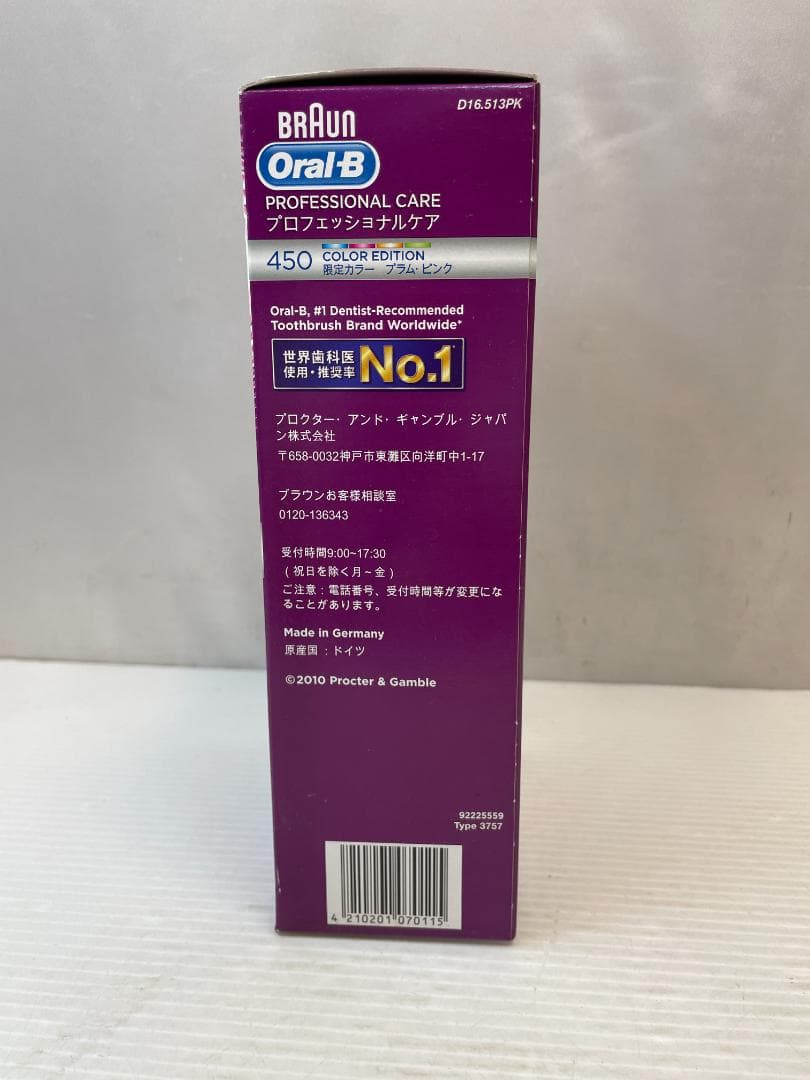 D16.513PK
BRAUN
Oral-B
PROFESSIONAL CARE
プロフェッショナルケア
450 COLOR EDITION
限定カラー プラム・ピンク
Oral-B, #1 Dentist-Recommended
Toothbrush Brand Worldwide*
世界歯科医
使用・推奨率 No.1*
プロクター・アンド・ギャンブル・ジャパ
ン株式会社
〒658-0032神戸市東灘区向洋町中1-17
ブラウンお客様相談室
0120-136343
受付時間9:00~17:30
(祝日を除く月~金)
ご注意:電話番号、受付時間等が変更にな
ることがあります。
Made in Germany
原産国:ドイツ
©2010 Procter & Gamble
92225559
Type 3757
4 210201 070115